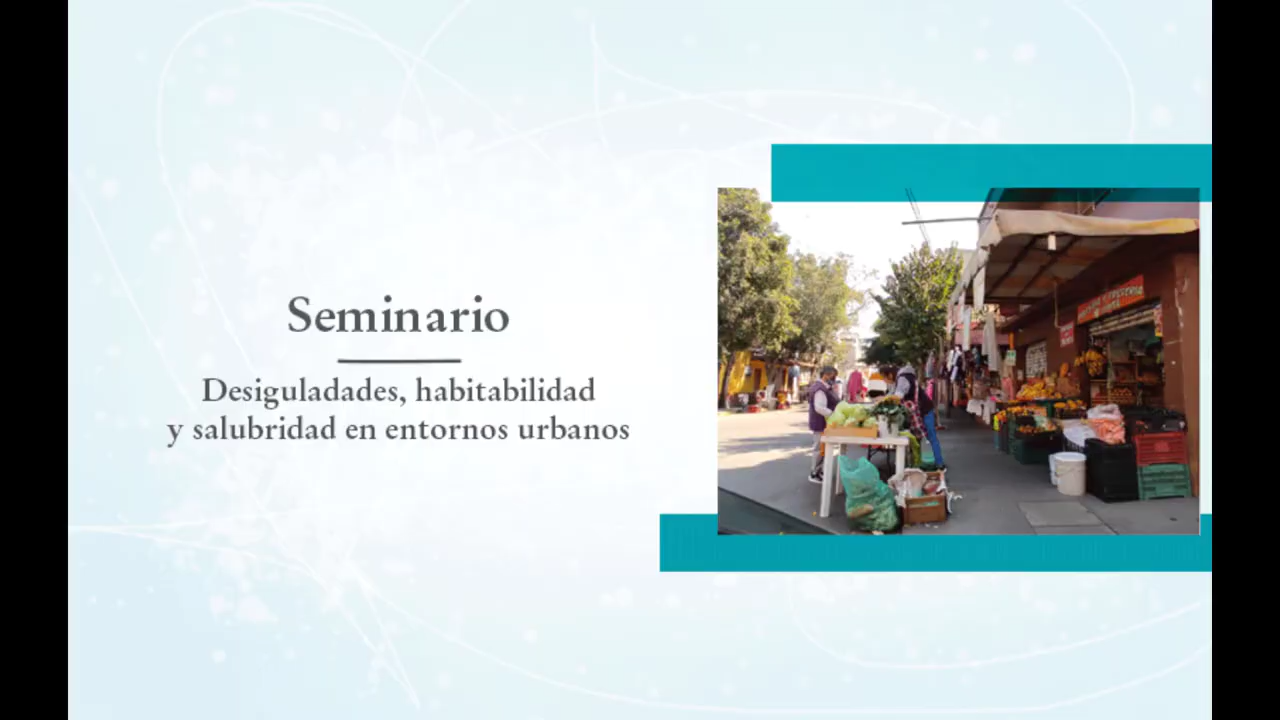 Seminario
Desiguladades, habitabilidad
y salubridad en entornos urbanos